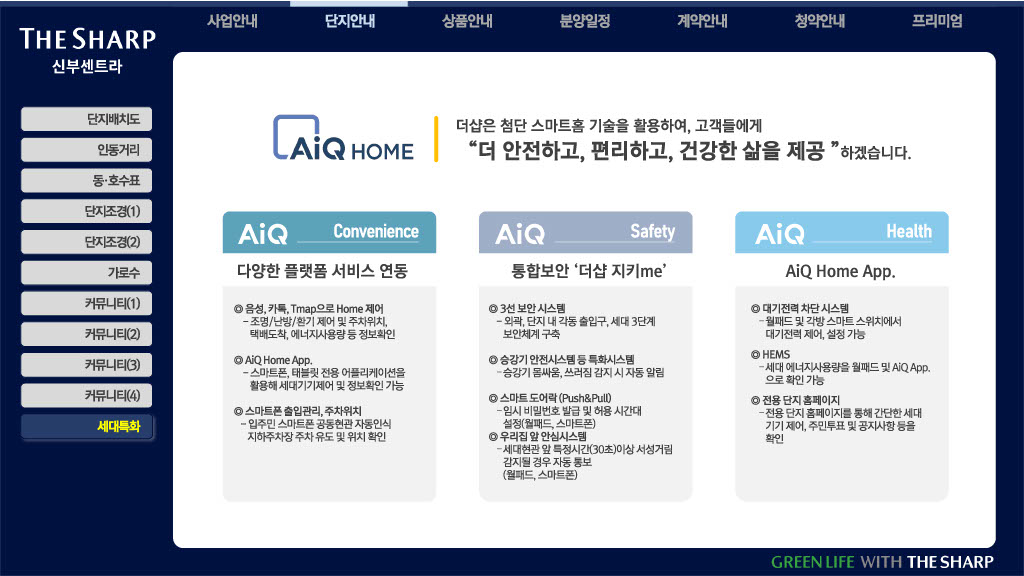 사업안내 단지안내 상품안내 분양일정 계약안내 청약안내 프리미엄
THE SHARP
신부센트라
단지배치도
인동거리
동·호수표
단지조경(1)
단지조경(2)
가로수
커뮤니티(1)
커뮤니티(2)
커뮤니티(3)
커뮤니티(4)
세대특화
AiQ HOME
더샵은 첨단 스마트홈 기술을 활용하여, 고객들에게
“더 안전하고, 편리하고, 건강한 삶을 제공 ”하겠습니다.
AiQ Convenience
다양한 플랫폼 서비스 연동
◎ 음성, 카톡, Tmap으로 Home 제어
– 조명/난방/환기 제어 및 주차위치,
택배도착, 에너지사용량 등 정보확인
◎ AiQ Home App.
– 스마트폰, 태블릿 전용 어플리케이션을
활용해 세대기기제어 및 정보확인 가능
◎ 스마트폰 출입관리, 주차위치
– 입주민 스마트폰 공동현관 자동인식
지하주차장 주차 유도 및 위치 확인
AiQ Safety
통합보안 ‘더샵 지키me’
◎ 3선 보안 시스템
– 외곽, 단지 내 각동 출입구, 세대 3단계
보안체계 구축
◎ 승강기 안전시스템 등 특화시스템
– 승강기 몸싸움, 쓰러짐 감지 시 자동 알림
◎ 스마트 도어락 (Push&Pull)
– 임시 비밀번호 발급 및 허용 시간대
설정(월패드, 스마트폰)
◎ 우리집 앞 안심시스템
– 세대현관 앞 특정시간(30초)이상 서성거림
감지될 경우 자동 통보
(월패드, 스마트폰)
AiQ Health
AiQ Home App.
◎ 대기전력 차단 시스템
– 월패드 및 각방 스마트 스위치에서
대기전력 제어, 설정 가능
◎ HEMS
– 세대 에너지사용량을 월패드 및 AiQ App.
으로 확인 가능
◎ 전용 단지 홈페이지
– 전용 단지 홈페이지를 통해 간단한 세대
기기 제어, 주민투표 및 공지사항 등을
확인
GREEN LIFE WITH THE SHARP